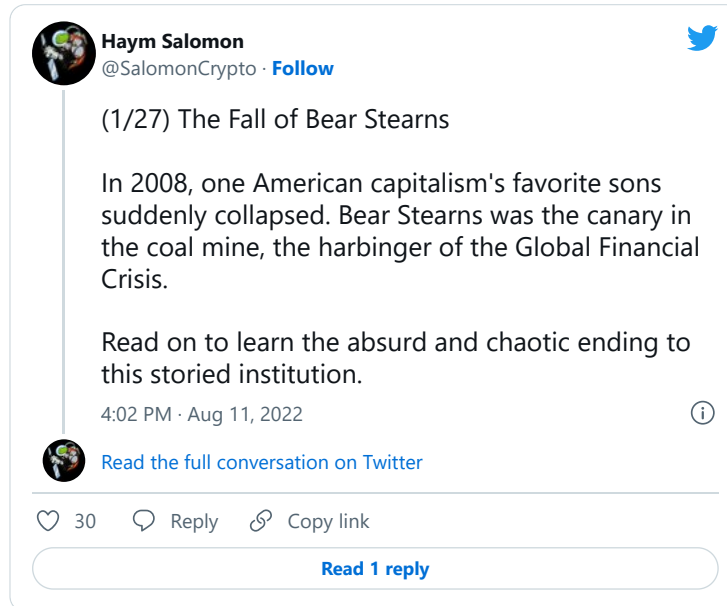 Haym Salomon
@SalomonCrypto · Follow
(1/27) The Fall of Bear Stearns
In 2008, one American capitalism's favorite sons
suddenly collapsed. Bear Stearns was the canary in
the coal mine, the harbinger of the Global Financial
Crisis.
Read on to learn the absurd and chaotic ending to
this storied institution.
4:02 PM · Aug 11, 2022
Read the full conversation on Twitter
30 Reply Copy link
Read 1 reply